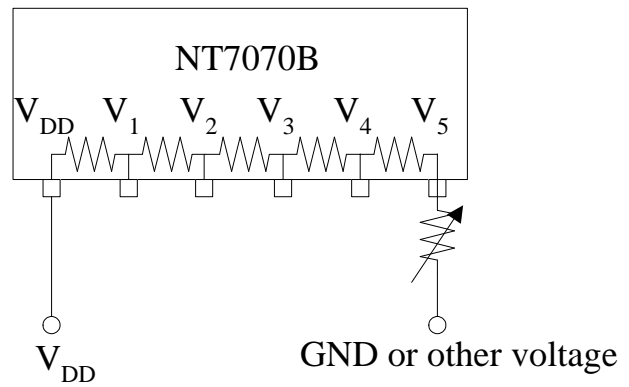 NT7070B
VDD V1 V2 V3 V4 V5
VDD
GND or other voltage